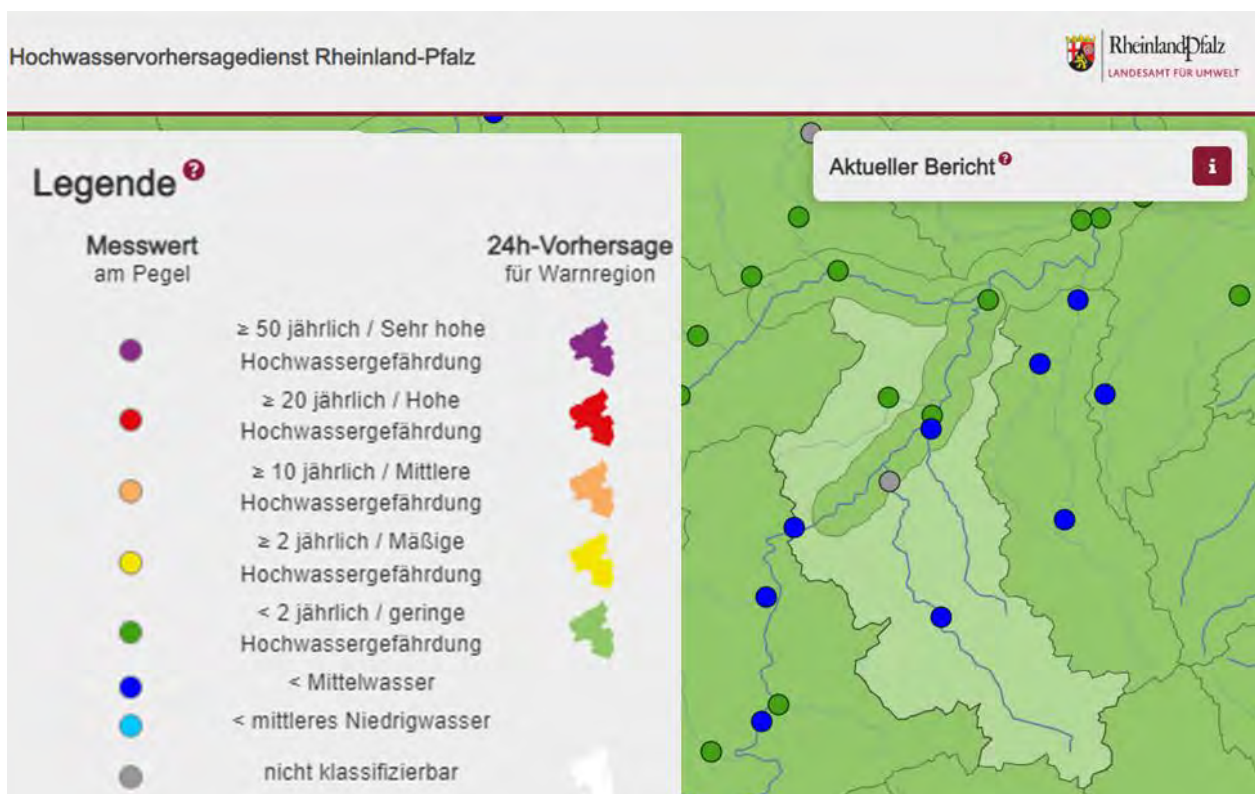 Hochwasservorhersagedienst Rheinland-Pfalz
RheinlandPfalz
LANDESAMT FÜR UMWELT
Aktueller Bericht ?
i
Legende ?
Messwert
am Pegel
24h-Vorhersage
für Warnregion
≥ 50 jährlich / Sehr hohe
Hochwassergefährdung
≥ 20 jährlich / Hohe
Hochwassergefährdung
≥ 10 jährlich / Mittlere
Hochwassergefährdung
≥ 2 jährlich / Mäßige
Hochwassergefährdung
< 2 jährlich / geringe
Hochwassergefährdung
< Mittelwasser
< mittleres Niedrigwasser
nicht klassifizierbar